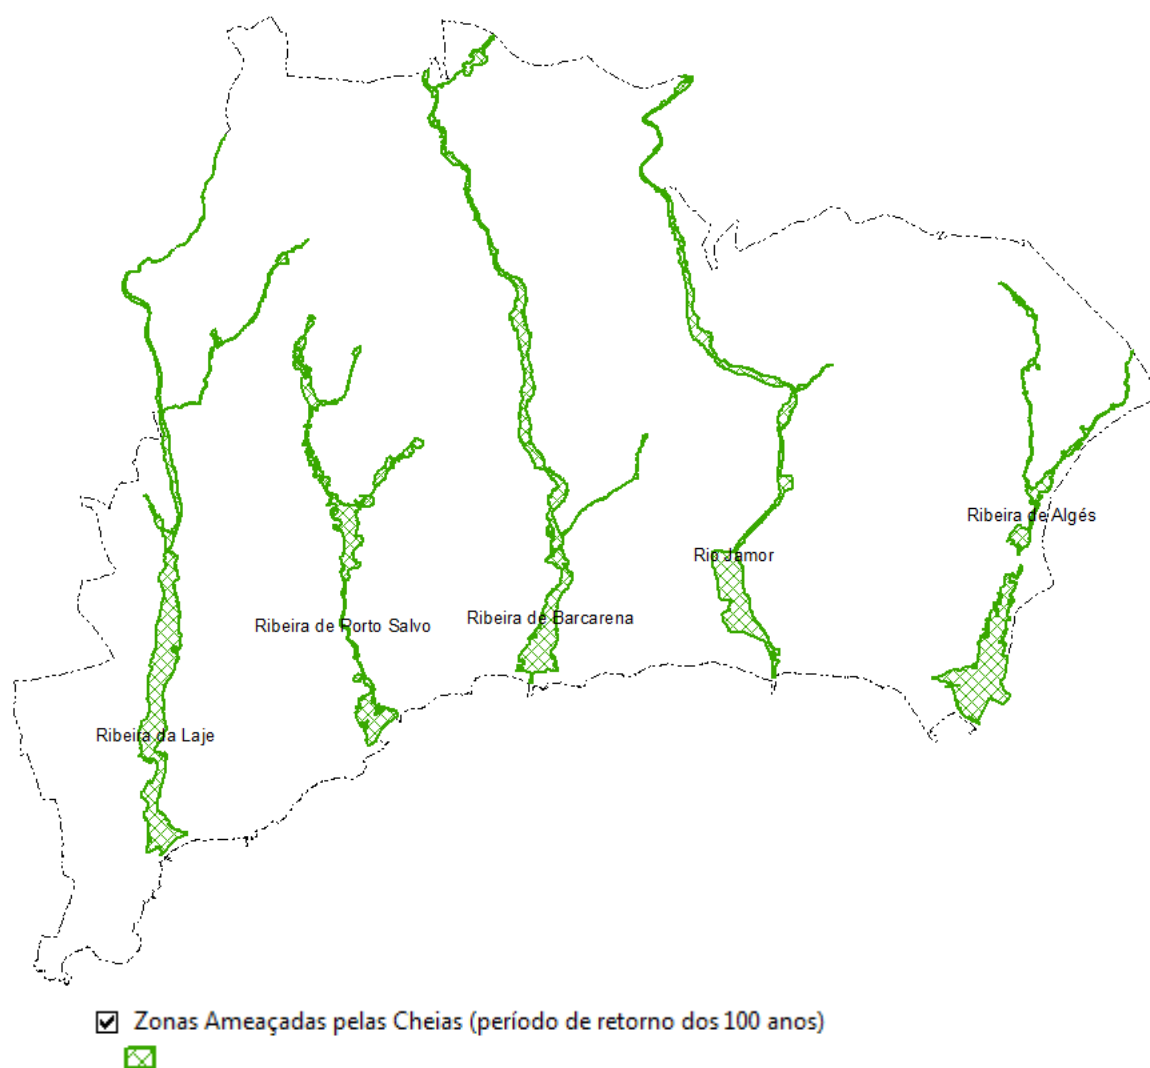 Ribeira de Algés
Rio Jamor
Ribeira de Barcarena
Ribeira de Porto Salvo
Ribeira da Laje
Zonas Ameaçadas pelas Cheias (período de retorno dos 100 anos)